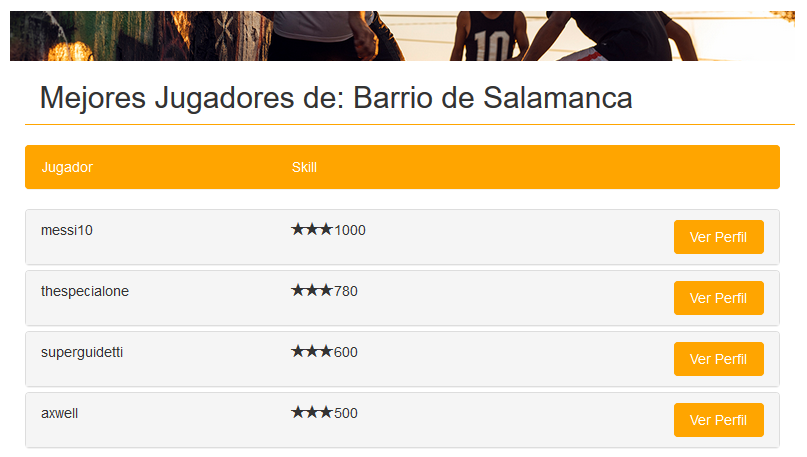 10
Mejores Jugadores de: Barrio de Salamanca
Jugador Skill
messi10 ★★★1000 Ver Perfil
thespecialone ★★★780 Ver Perfil
superguidetti ★★★600 Ver Perfil
axwell ★★★500 Ver Perfil